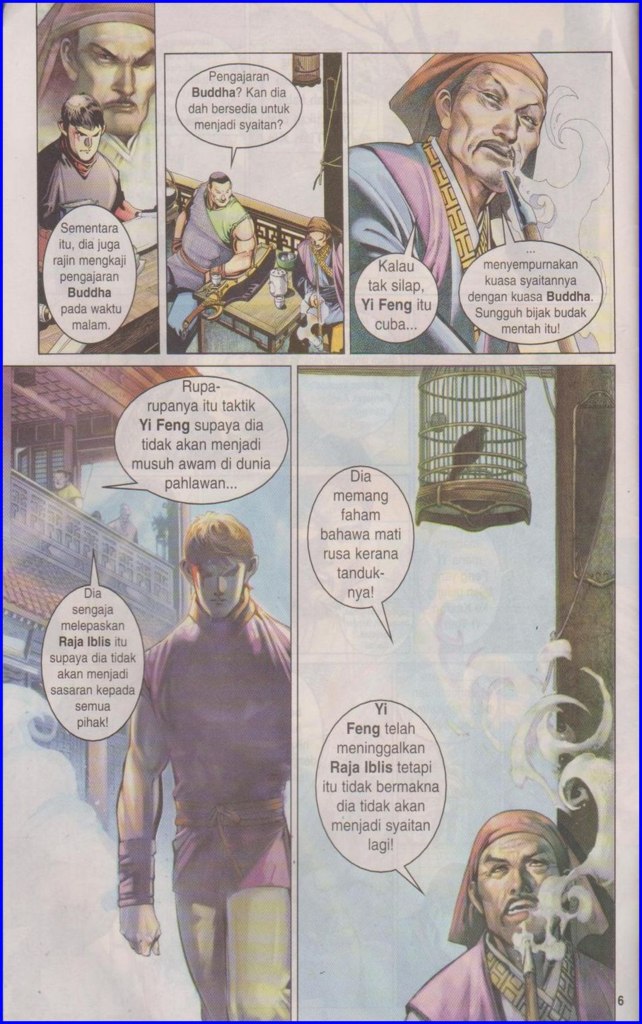 Sementara
itu, dia juga
rajin mengkaji
pengajaran
Buddha
pada waktu
malam.
Pengajaran
Buddha? Kan dia
dah bersedia untuk
menjadi syaitan?
Kalau
tak silap,
Yi Feng itu
cuba...
...
menyempurnakan
kuasa syaitannya
dengan kuasa Buddha.
Sungguh bijak budak
mentah itu!
Rupa-
rupanya itu taktik
Yi Feng supaya dia
tidak akan menjadi
musuh awam di dunia
pahlawan...
Dia
sengaja
melepaskan
Raja Iblis itu
supaya dia tidak
akan menjadi
sasaran kepada
semua
pihak!
Dia
memang
faham
bahawa mati
rusa kerana
tanduk-
nya!
Yi
Feng telah
meninggalkan
Raja Iblis tetapi
itu tidak bermakna
dia tidak akan
menjadi syaitan
lagi!
6